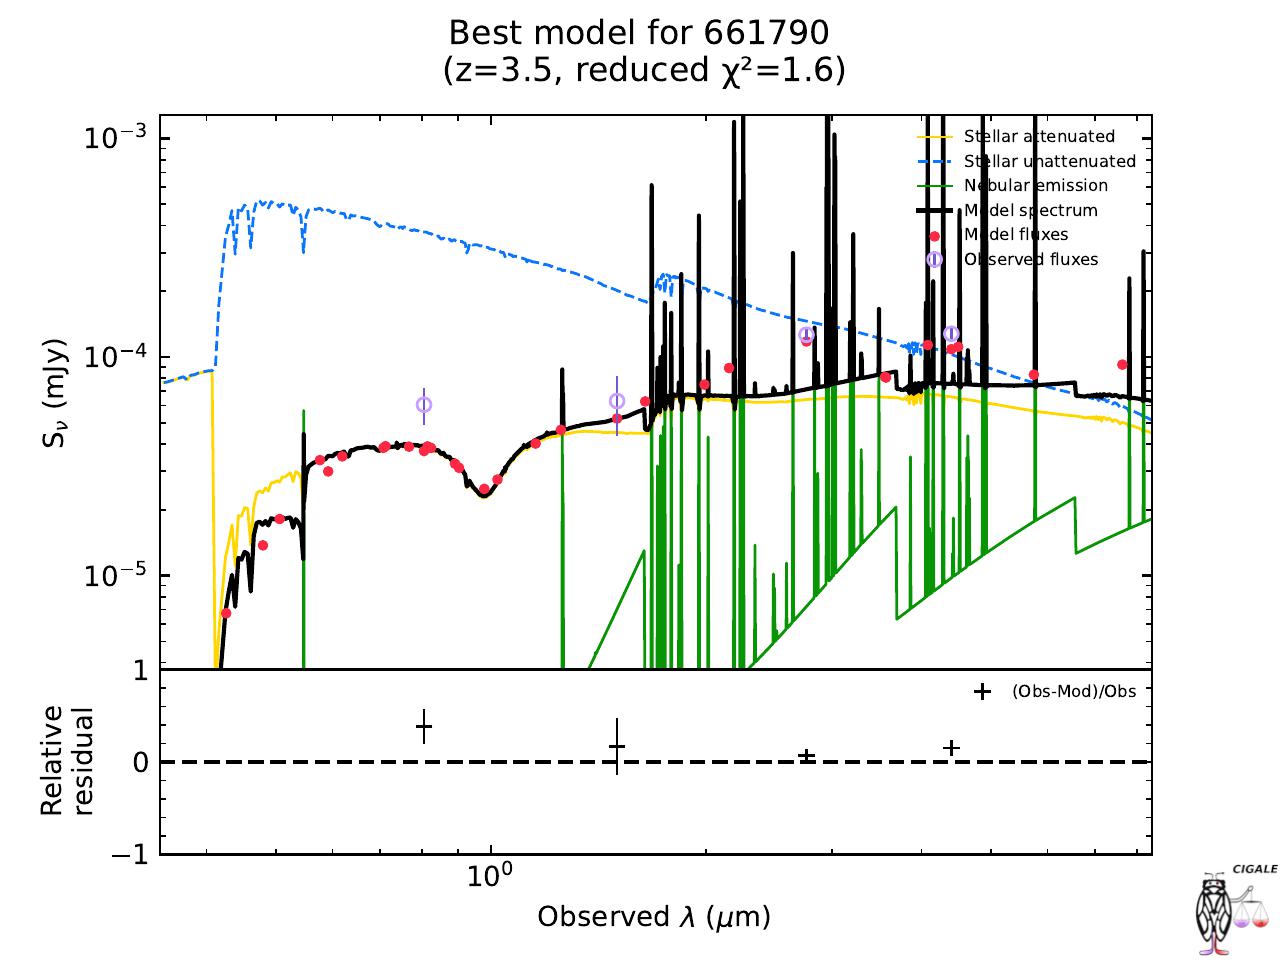 Best model for 661790
(z=3.5, reduced χ²=1.6)
10⁻³
10⁻⁴
10⁻⁵
S_ν (mJy)
Stellar attenuated
Stellar unattenuated
Nebular emission
Model spectrum
Model fluxes
Observed fluxes
1
0
−1
Relative
residual
(Obs-Mod)/Obs
10⁰
Observed λ (μm)
CIGALE